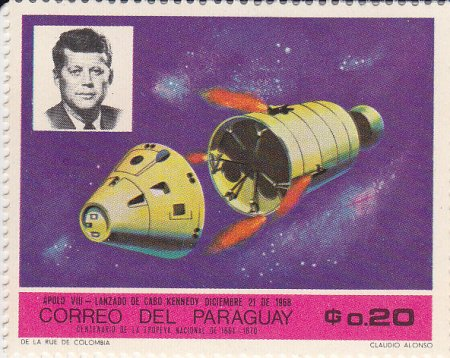 APOLO VIII — LANZADO DE CABO KENNEDY DICIEMBRE 21 DE 1968
CORREO DEL PARAGUAY ₲ 0.20
CENTENARIO DE LA EPOPEYA NACIONAL DE 1864 - 1870
DE LA RUE DE COLOMBIA CLAUDIO ALONSO